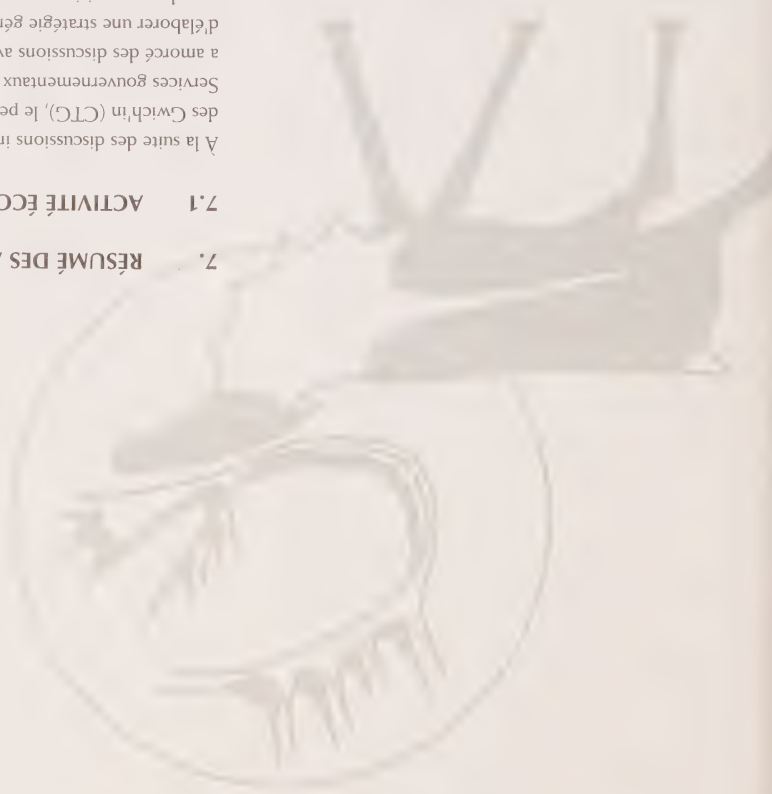 7. RÉSUMÉ DES
7.1 ACTIVITÉ ÉCO
À la suite des discussions
des Gwich'in (CTG), le
Services gouvernementaux
a amorcé des discussions
d'élaborer une stratégie